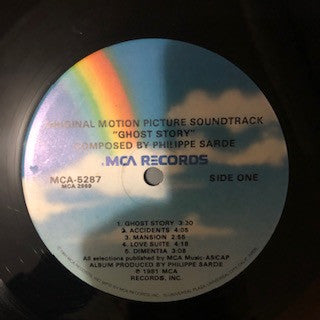 ORIGINAL MOTION PICTURE SOUNDTRACK
"GHOST STORY"
COMPOSED BY PHILIPPE SARDE
MCA RECORDS
MCA-5287
MCA 2969
SIDE ONE
1. GHOST STORY 3:30
2. ACCIDENTS 4:05
3. MANSION 2:58
4. LOVE SUITE 4:18
5. DIMENTIA 3:08
All selections published by MCA Music-ASCAP
ALBUM PRODUCED BY PHILIPPE SARDE
℗ 1981 MCA
RECORDS, INC.